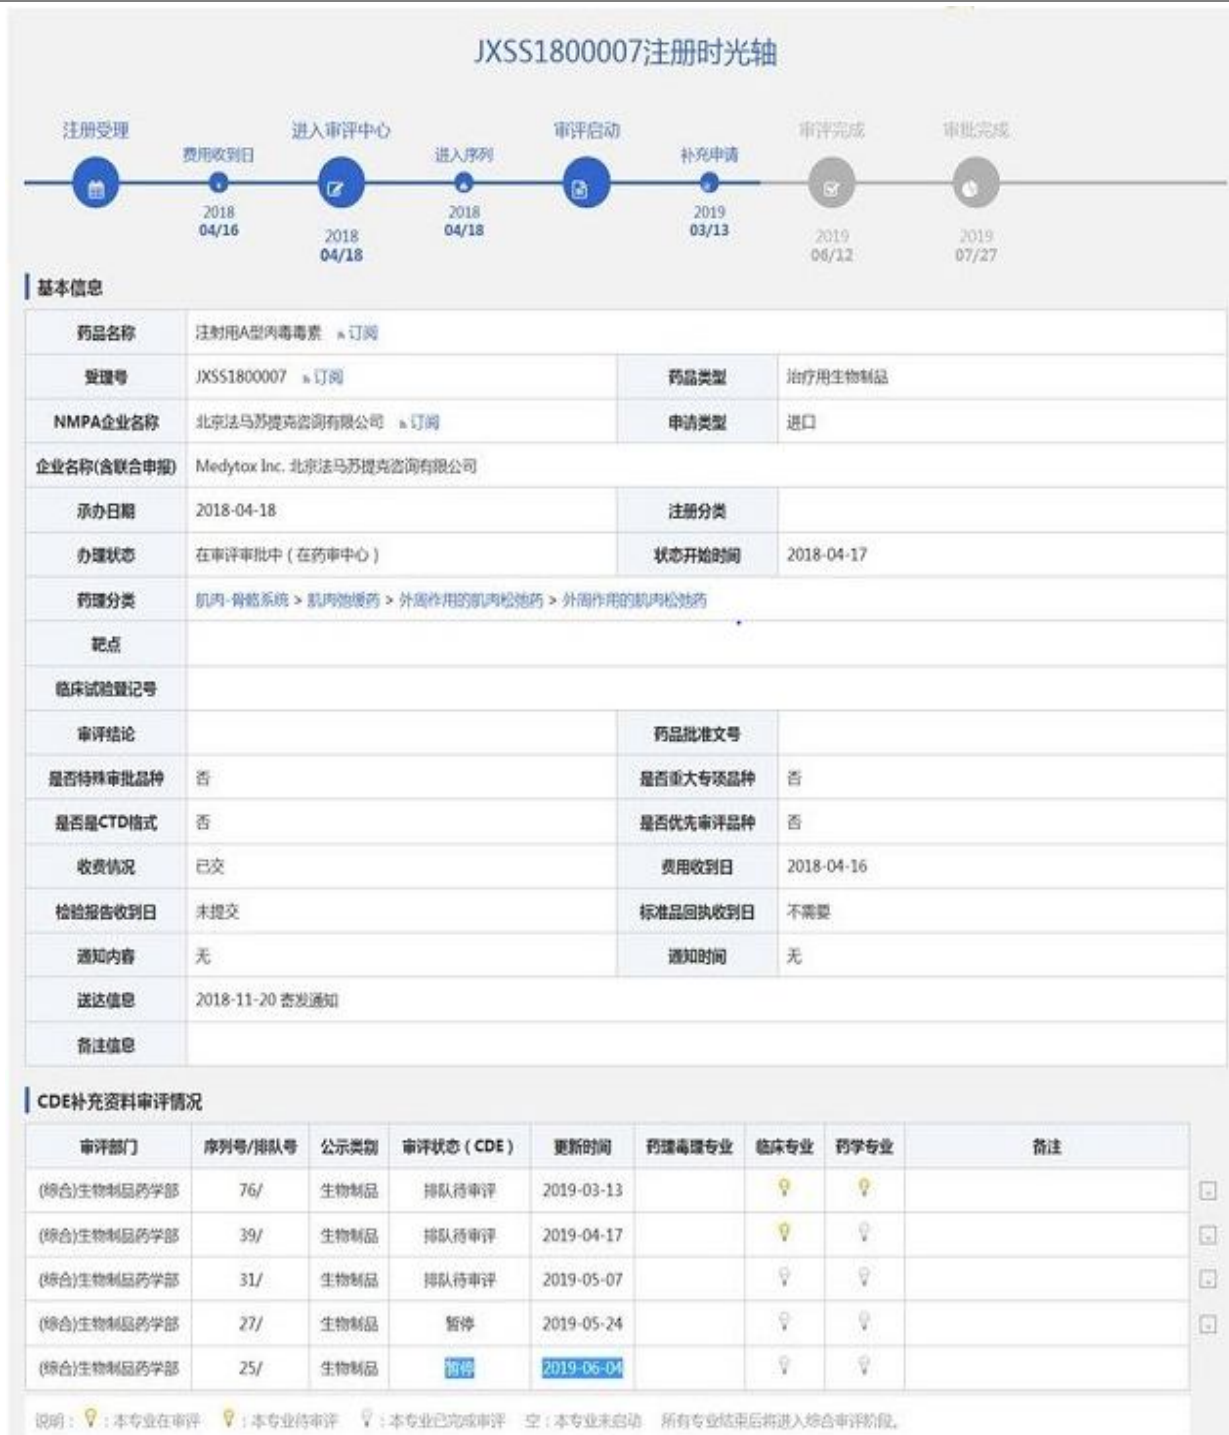 JXSS1800007注册时光轴
注册受理 进入审评中心 审评启动 审评完成 审批完成
费用收到日 进入序列 补充申请
2018 2018 2019
04/16 04/18 03/13
2018 2019 2019
04/18 06/12 07/27
基本信息
药品名称 注射用A型肉毒毒素 订阅
受理号 JXSS1800007 订阅 药品类型 治疗用生物制品
NMPA企业名称 北京法马苏提克咨询有限公司 订阅 申请类型 进口
企业名称(含联合申报) Medytox Inc. 北京法马苏提克咨询有限公司
承办日期 2018-04-18 注册分类
办理状态 在审评审批中（在药审中心） 状态开始时间 2018-04-17
药理分类 肌肉-骨骼系统 > 肌肉弛缓药 > 外周作用的肌肉松弛药 > 外周作用的肌肉松弛药
靶点
临床试验登记号
审评结论 药品批准文号
是否特殊审批品种 否 是否重大专项品种 否
是否是CTD格式 否 是否优先审评品种 否
收费情况 已交 费用收到日 2018-04-16
检验报告收到日 未提交 标准品回执收到日 不需要
通知内容 无 通知时间 无
送达信息 2018-11-20 寄发通知
备注信息
CDE补充资料审评情况
审评部门 序列号/排队号 公示类别 审评状态（CDE） 更新时间 药理毒理专业 临床专业 药学专业 备注
(综合)生物制品药学部 76/ 生物制品 排队待审评 2019-03-13
(综合)生物制品药学部 39/ 生物制品 排队待审评 2019-04-17
(综合)生物制品药学部 31/ 生物制品 排队待审评 2019-05-07
(综合)生物制品药学部 27/ 生物制品 暂停 2019-05-24
(综合)生物制品药学部 25/ 生物制品 暂停 2019-06-04
说明： ：本专业在审评 ：本专业待审评 ：本专业已完成审评 空：本专业未启动 所有专业结束后将进入综合审评阶段。